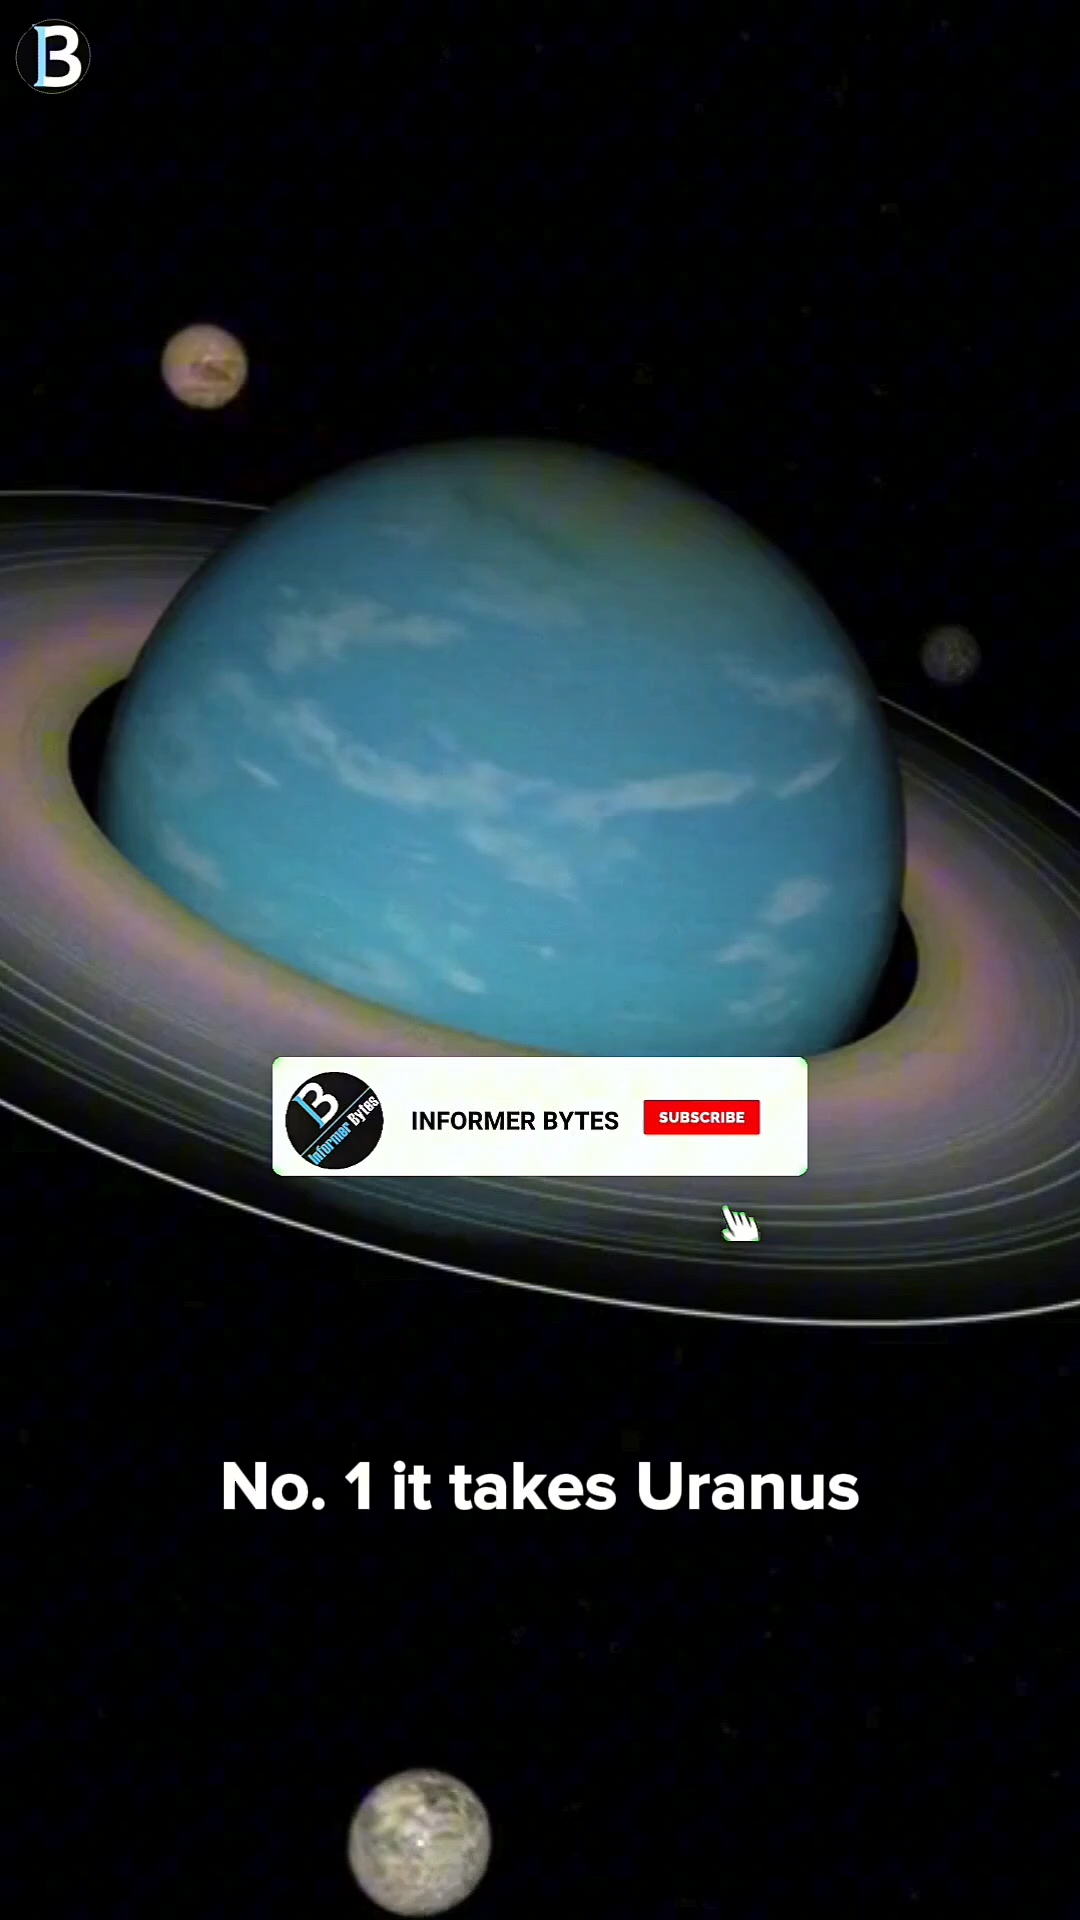 B
B
Informer Bytes
INFORMER BYTES
SUBSCRIBE
No. 1 it takes Uranus